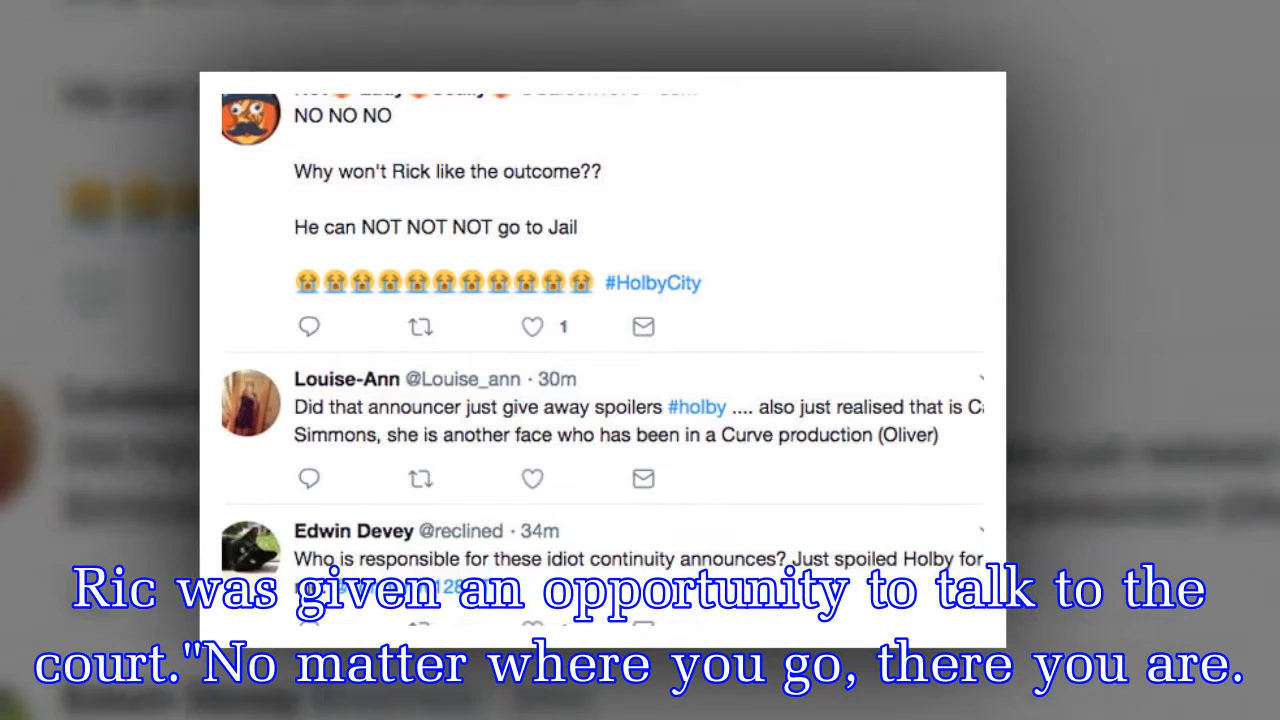 NO NO NO
Why won't Rick like the outcome??
He can NOT NOT NOT go to Jail
#HolbyCity
1
Louise-Ann @Louise_ann · 30m
Did that announcer just give away spoilers #holby .... also just realised that is
Simmons, she is another face who has been in a Curve production (Oliver)
Edwin Devey @reclined · 34m
Who is responsible for these idiot continuity announces? Just spoiled Holby for
Ric was given an opportunity to talk to the
court."No matter where you go, there you are.